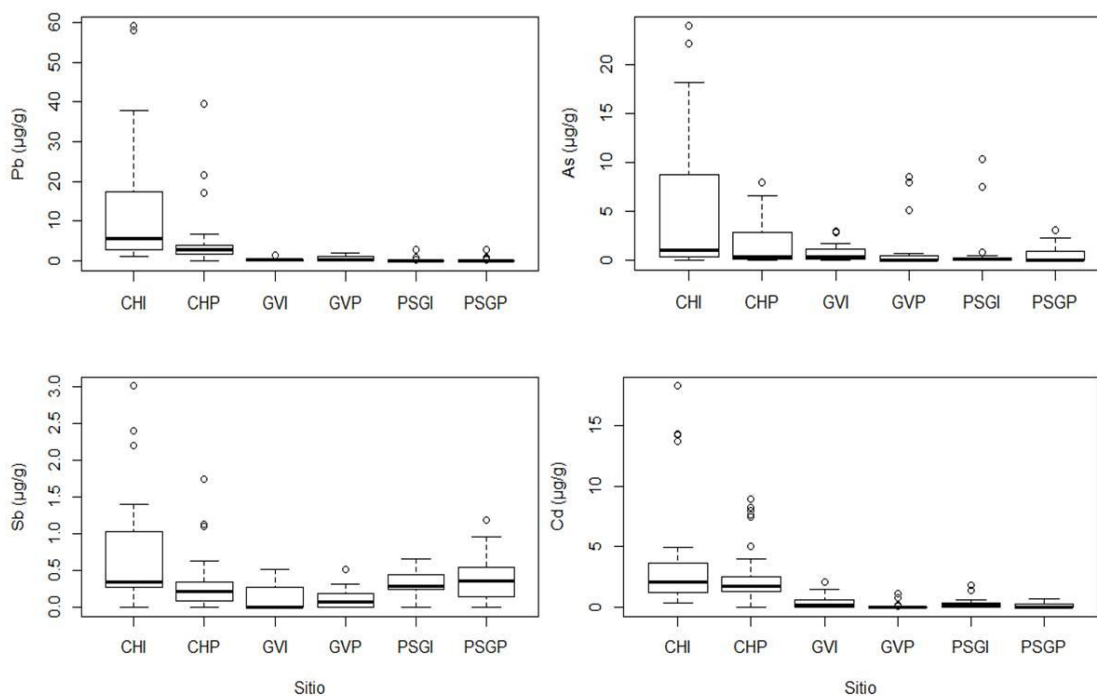 Pb (µg/g)
60
50
40
30
20
10
0
CHI CHP GVI GVP PSGI PSGP
As (µg/g)
20
15
10
5
0
CHI CHP GVI GVP PSGI PSGP
Sb (µg/g)
3.0
2.5
2.0
1.5
1.0
0.5
0.0
CHI CHP GVI GVP PSGI PSGP
Sitio
Cd (µg/g)
15
10
5
0
CHI CHP GVI GVP PSGI PSGP
Sitio